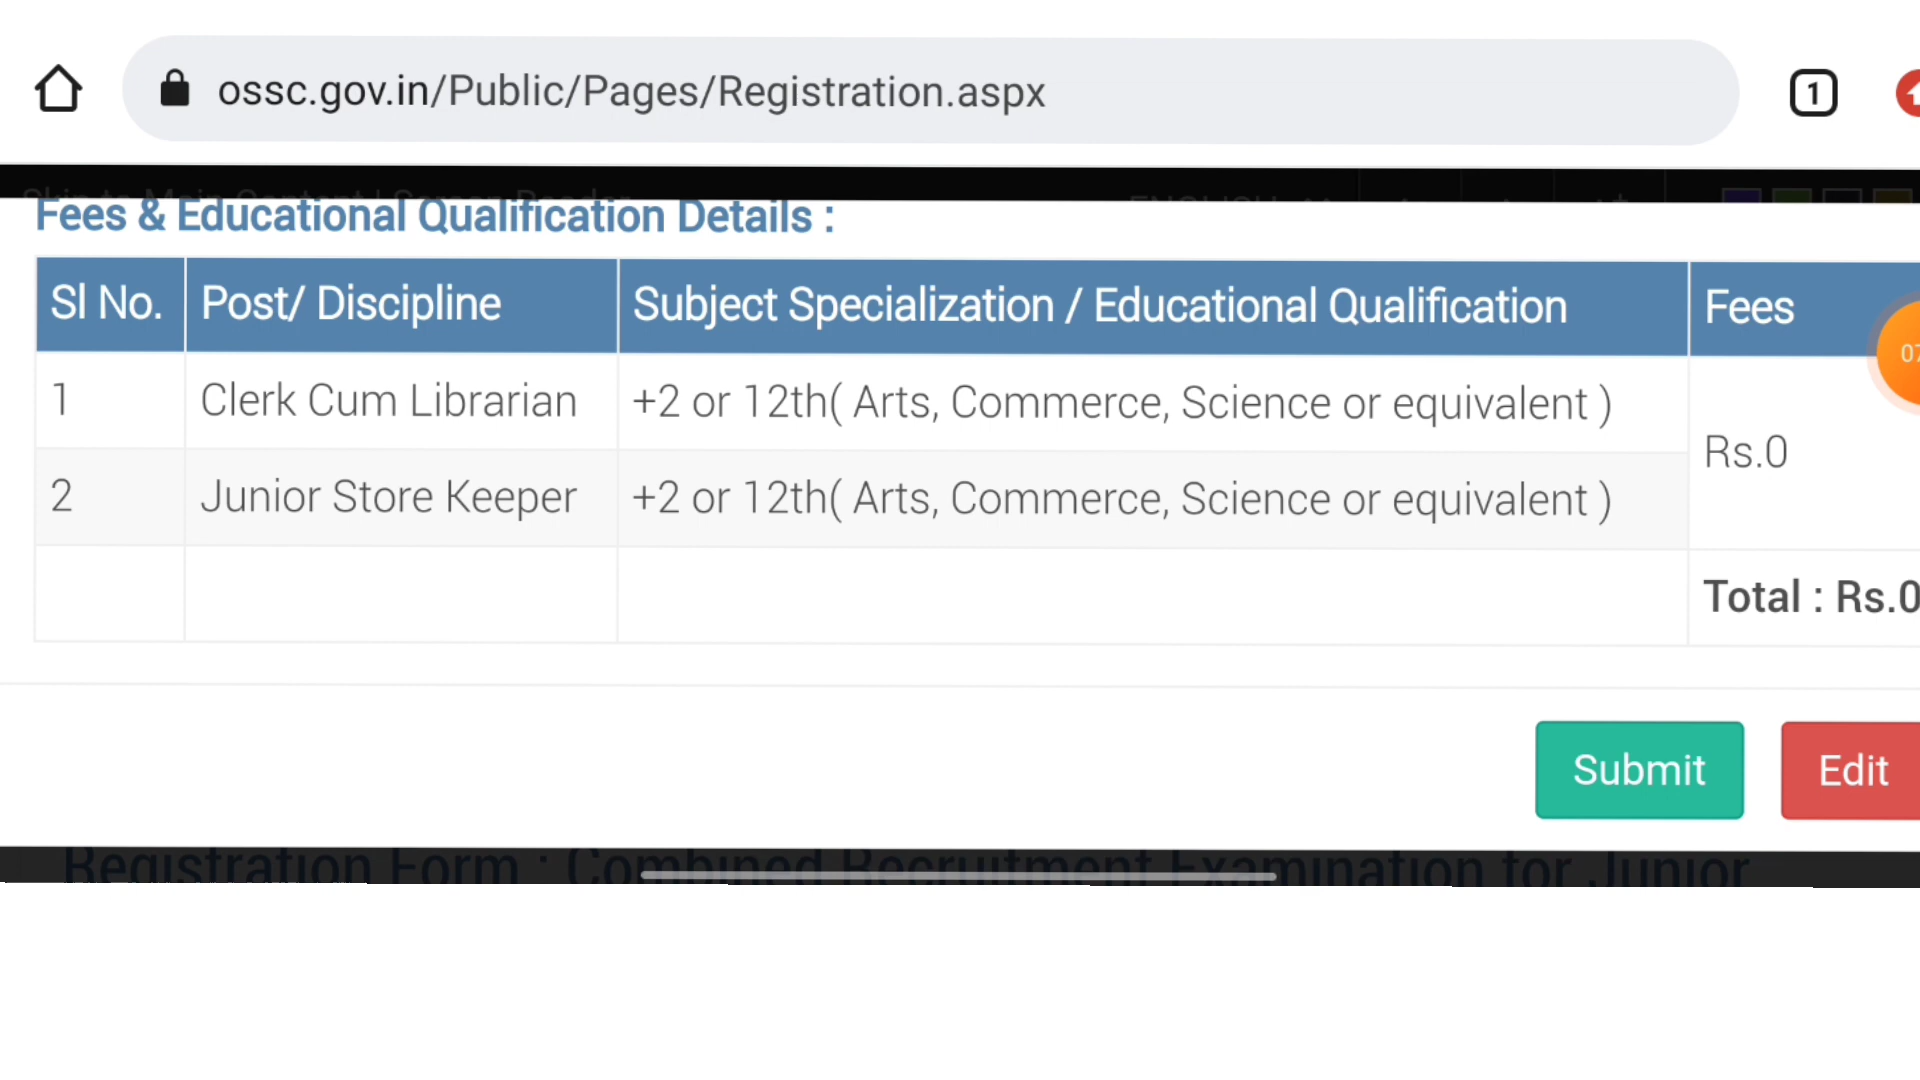 ossc.gov.in/Public/Pages/Registration.aspx
1
Fees & Educational Qualification Details :
Sl No. Post/ Discipline Subject Specialization / Educational Qualification Fees
1 Clerk Cum Librarian +2 or 12th( Arts, Commerce, Science or equivalent )
Rs.0
2 Junior Store Keeper +2 or 12th( Arts, Commerce, Science or equivalent )
Total : Rs.0
Submit Edit
Registration Form : Combined Recruitment Examination for Junior